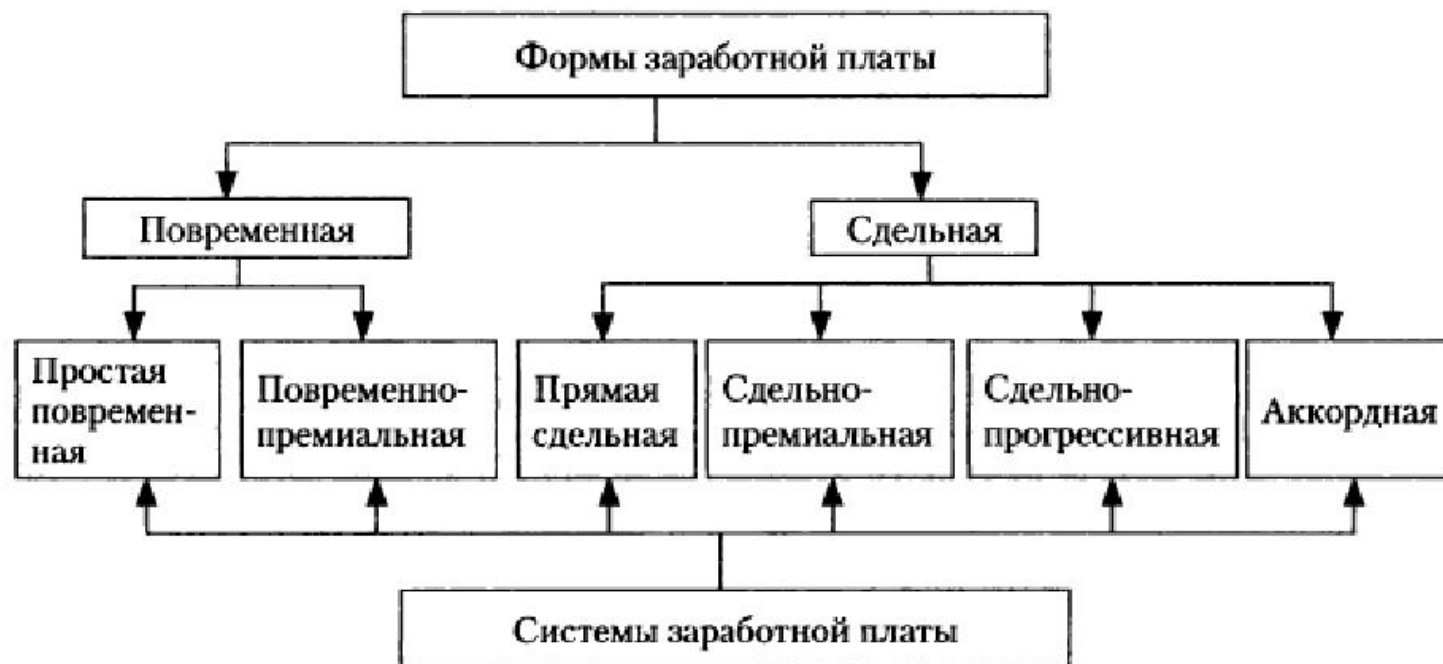 Формы заработной платы
Повременная
Сдельная
Простая
повремен-
ная
Повременно-
премиальная
Прямая
сдельная
Сдельно-
премиальная
Сдельно-
прогрессивная
Аккордная
Системы заработной платы